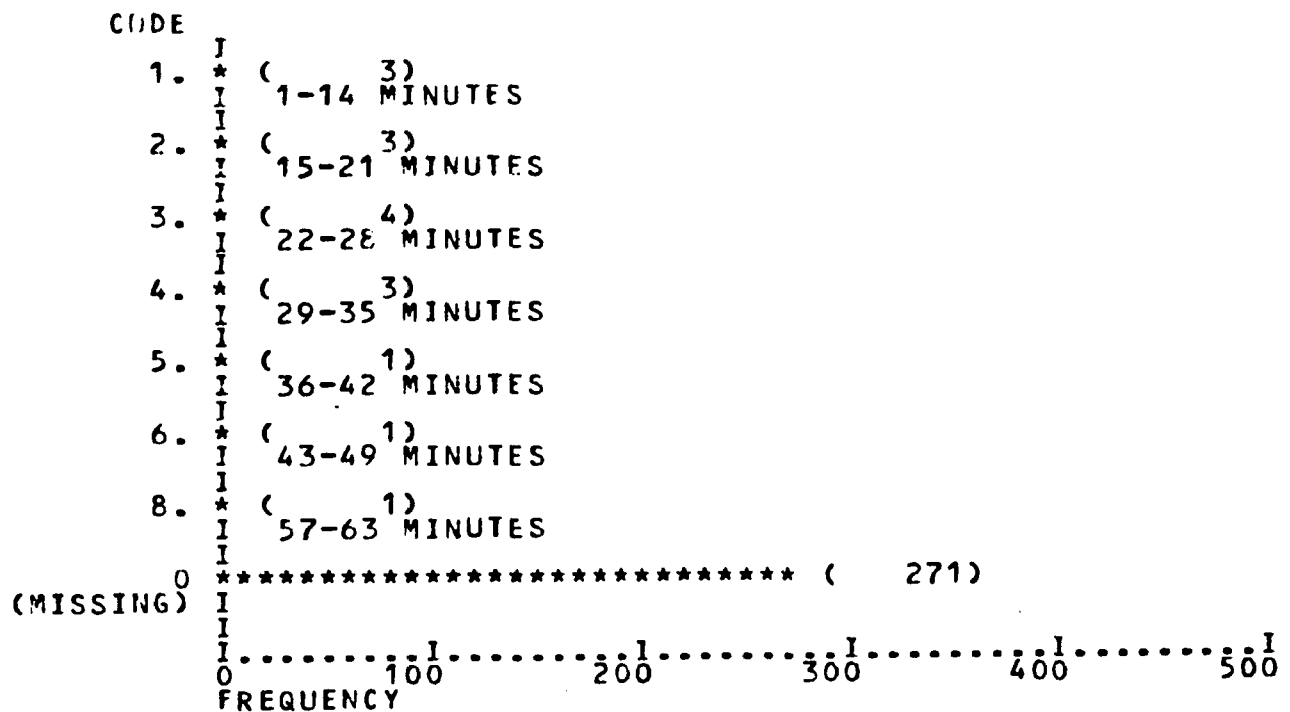 CODE
I
1. * ( 3)
I 1-14 MINUTES
I
2. * ( 3)
I 15-21 MINUTES
I
3. * ( 4)
I 22-28 MINUTES
I
4. * ( 3)
I 29-35 MINUTES
I
5. * ( 1)
I 36-42 MINUTES
I
6. * ( 1)
I 43-49 MINUTES
I
8. * ( 1)
I 57-63 MINUTES
I
0 **************************** ( 271)
(MISSING) I
I
I.........I.........I.........I.........I.........I
0 100 200 300 400 500
FREQUENCY